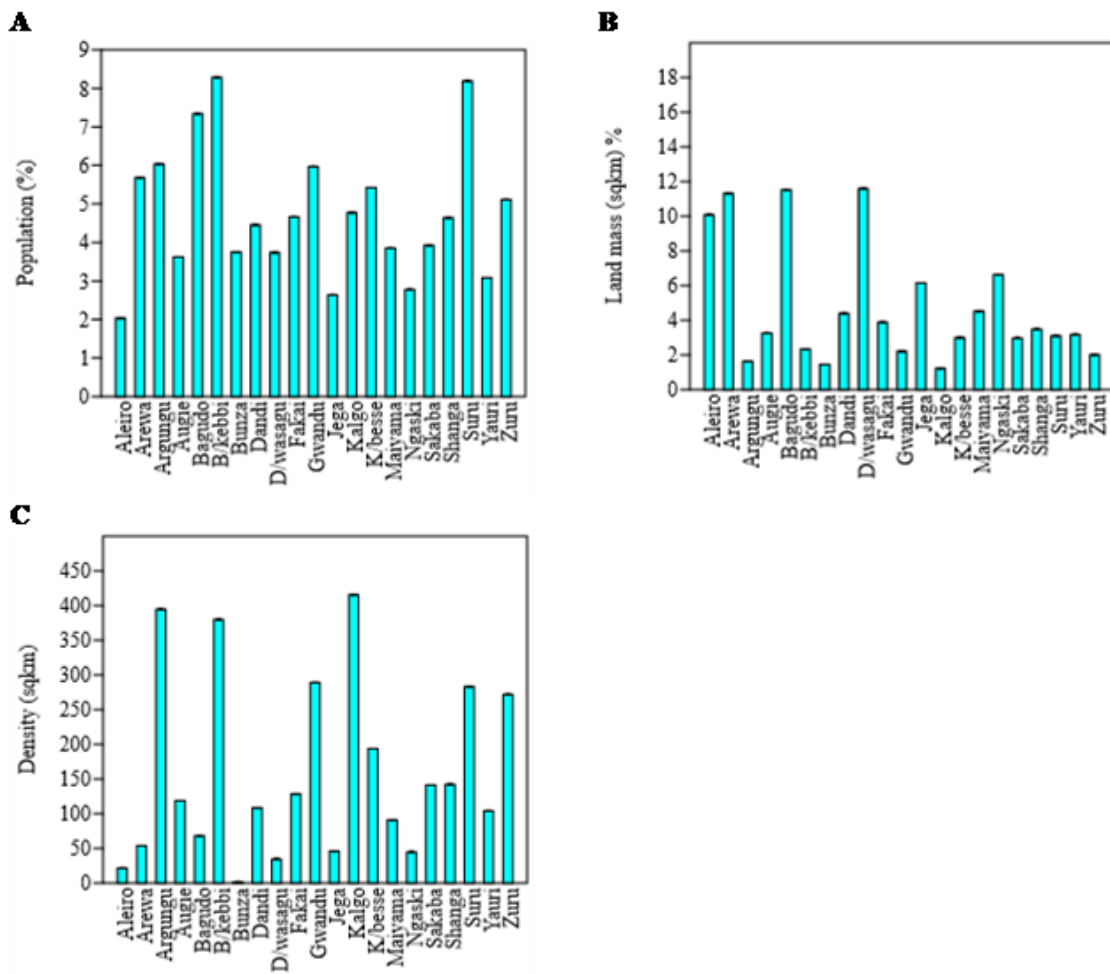 A
Population (%)
9
8
7
6
5
4
3
2
1
0
Aleiro
Arewa
Argungu
Augie
Bagudo
B/kebbi
Bunza
Dandi
D/wasagu
Fakai
Gwandu
Jega
Kalgo
K/besse
Maiyama
Ngaski
Sakaba
Shanga
Suru
Yauri
Zuru
B
Land mass (sqkm) %
18
16
14
12
10
8
6
4
2
0
Aleiro
Arewa
Argungu
Augie
Bagudo
B/kebbi
Bunza
Dandi
D/wasagu
Fakai
Gwandu
Jega
Kalgo
K/besse
Maiyama
Ngaski
Sakaba
Shanga
Suru
Yauri
Zuru
C
Density (sqkm)
450
400
350
300
250
200
150
100
50
0
Aleiro
Arewa
Argungu
Augie
Bagudo
B/kebbi
Bunza
Dandi
D/wasagu
Fakai
Gwandu
Jega
Kalgo
K/besse
Maiyama
Ngaski
Sakaba
Shanga
Suru
Yauri
Zuru